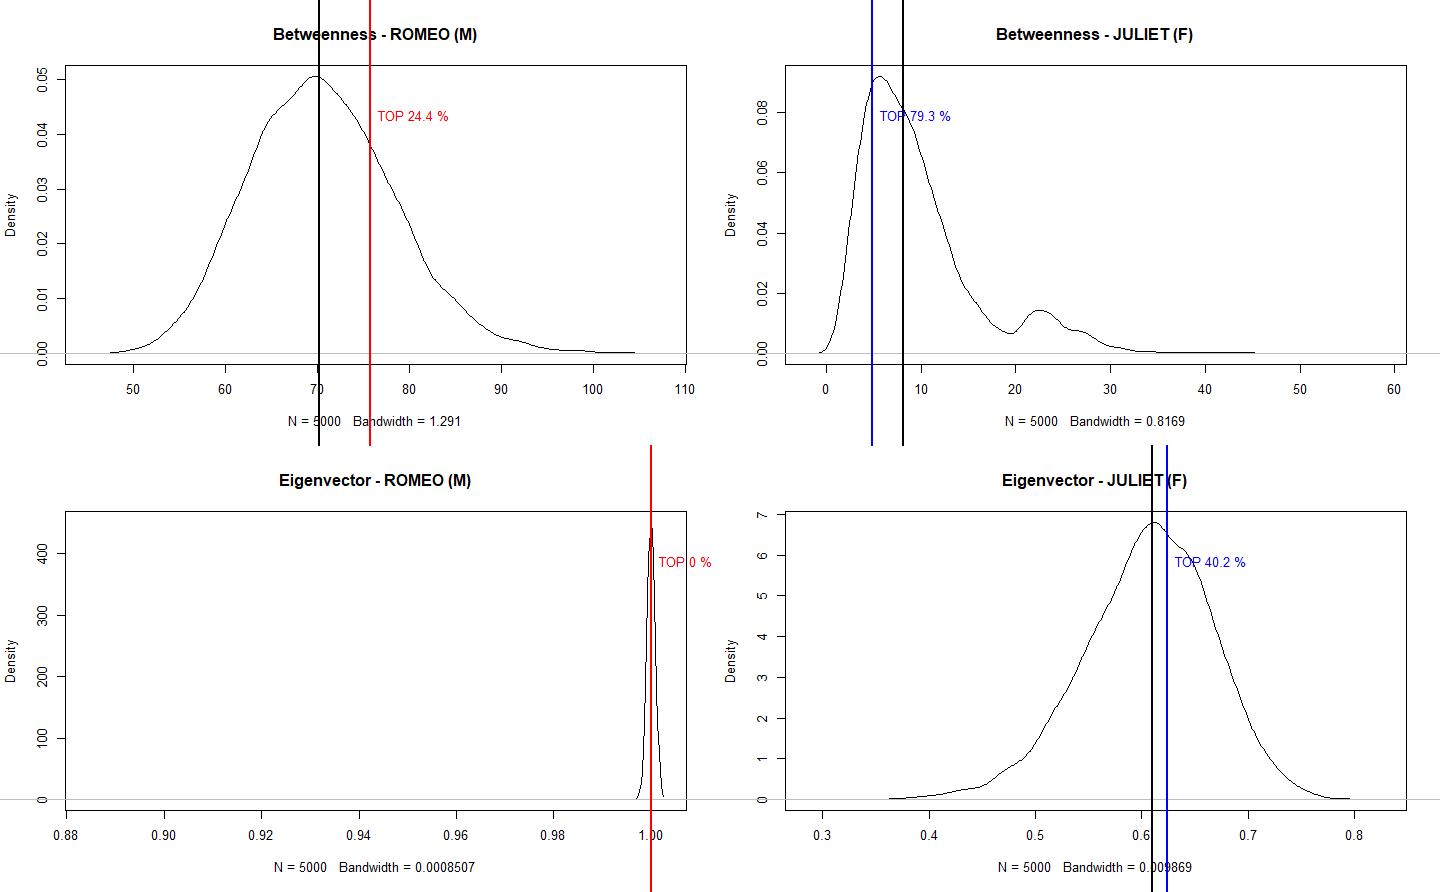 Betweenness - ROMEO (M)
Density
0.00 0.01 0.02 0.03 0.04 0.05
TOP 24.4 %
50 60 70 80 90 100 110
N = 5000 Bandwidth = 1.291
Betweenness - JULIET (F)
Density
0.00 0.02 0.04 0.06 0.08
TOP 79.3 %
0 10 20 30 40 50 60
N = 5000 Bandwidth = 0.8169
Eigenvector - ROMEO (M)
Density
0 100 200 300 400
TOP 0 %
0.88 0.90 0.92 0.94 0.96 0.98 1.00
N = 5000 Bandwidth = 0.0008507
Eigenvector - JULIET (F)
Density
0 1 2 3 4 5 6 7
TOP 40.2 %
0.3 0.4 0.5 0.6 0.7 0.8
N = 5000 Bandwidth = 0.009869